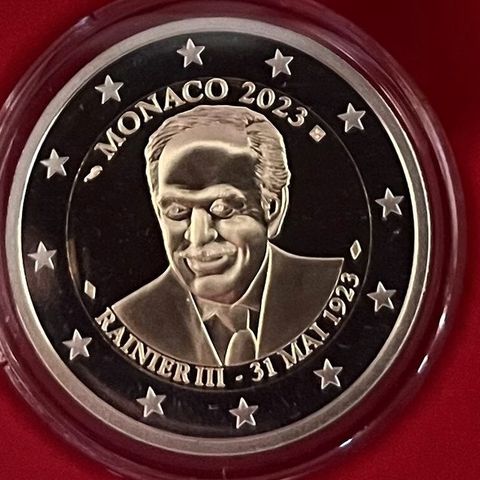 MONACO 2023
RAINIER III - 31 MAI 1923